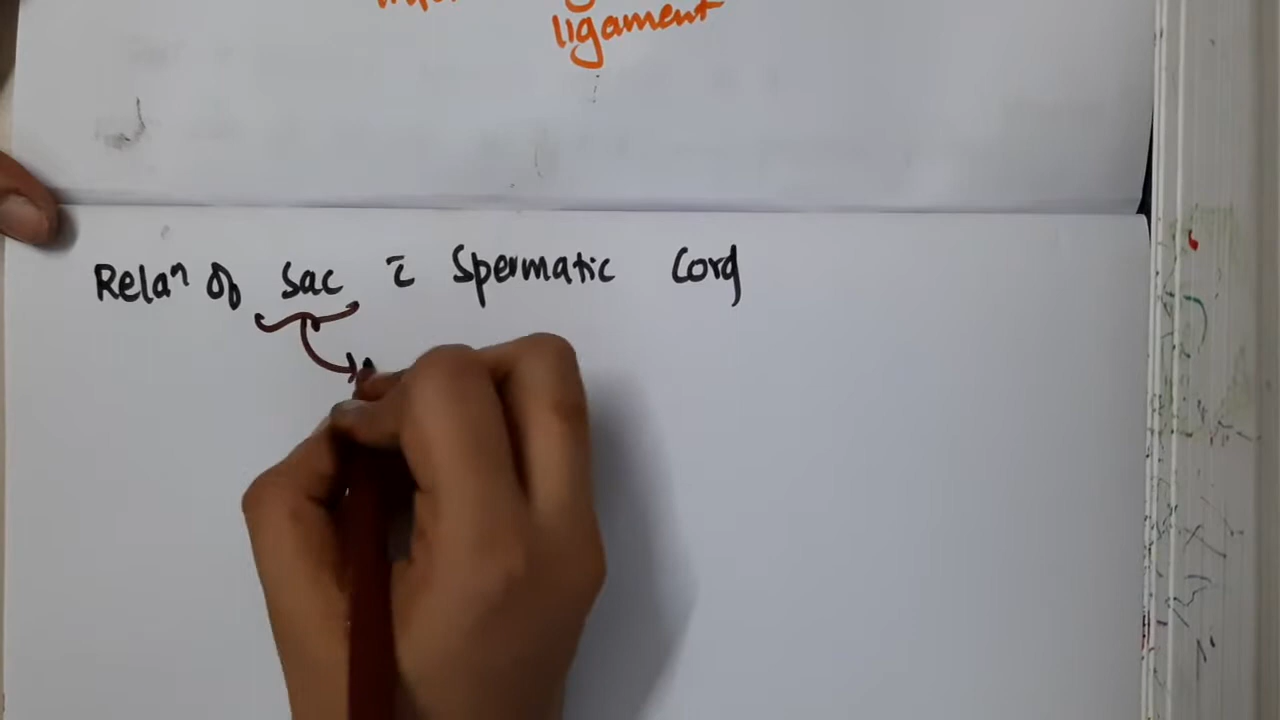 ligament
Relaⁿ of Sac c̄ Spermatic Cord